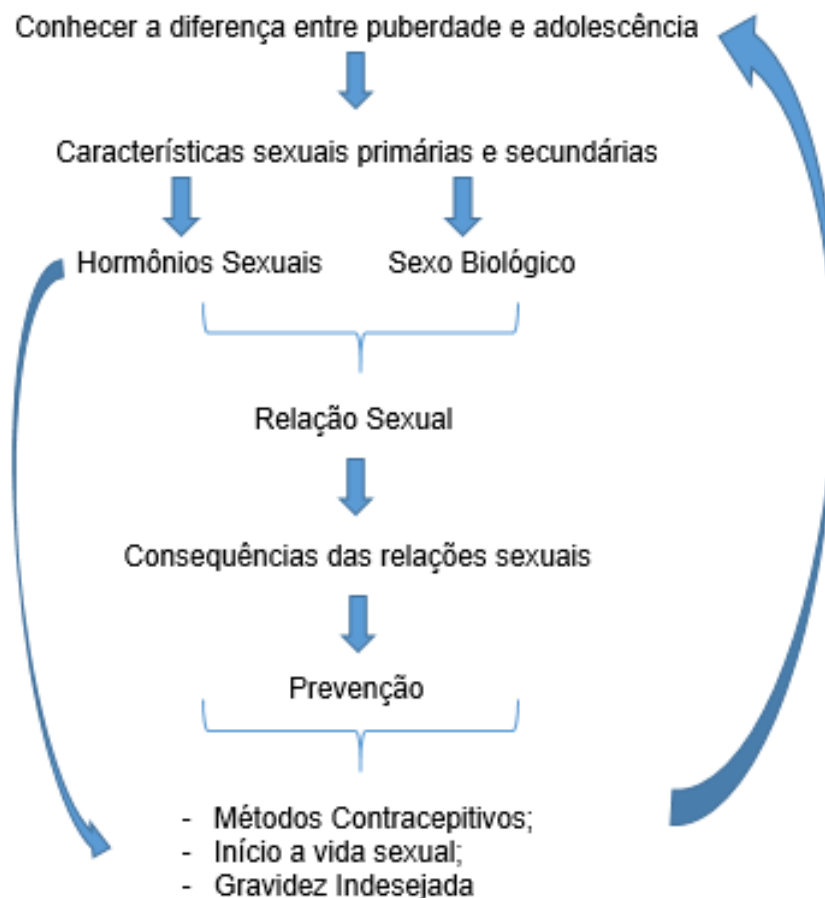 Conhecer a diferença entre puberdade e adolescência
Características sexuais primárias e secundárias
Hormônios Sexuais
Sexo Biológico
Relação Sexual
Consequências das relações sexuais
Prevenção
- Métodos Contracepitivos;
- Início a vida sexual;
- Gravidez Indesejada